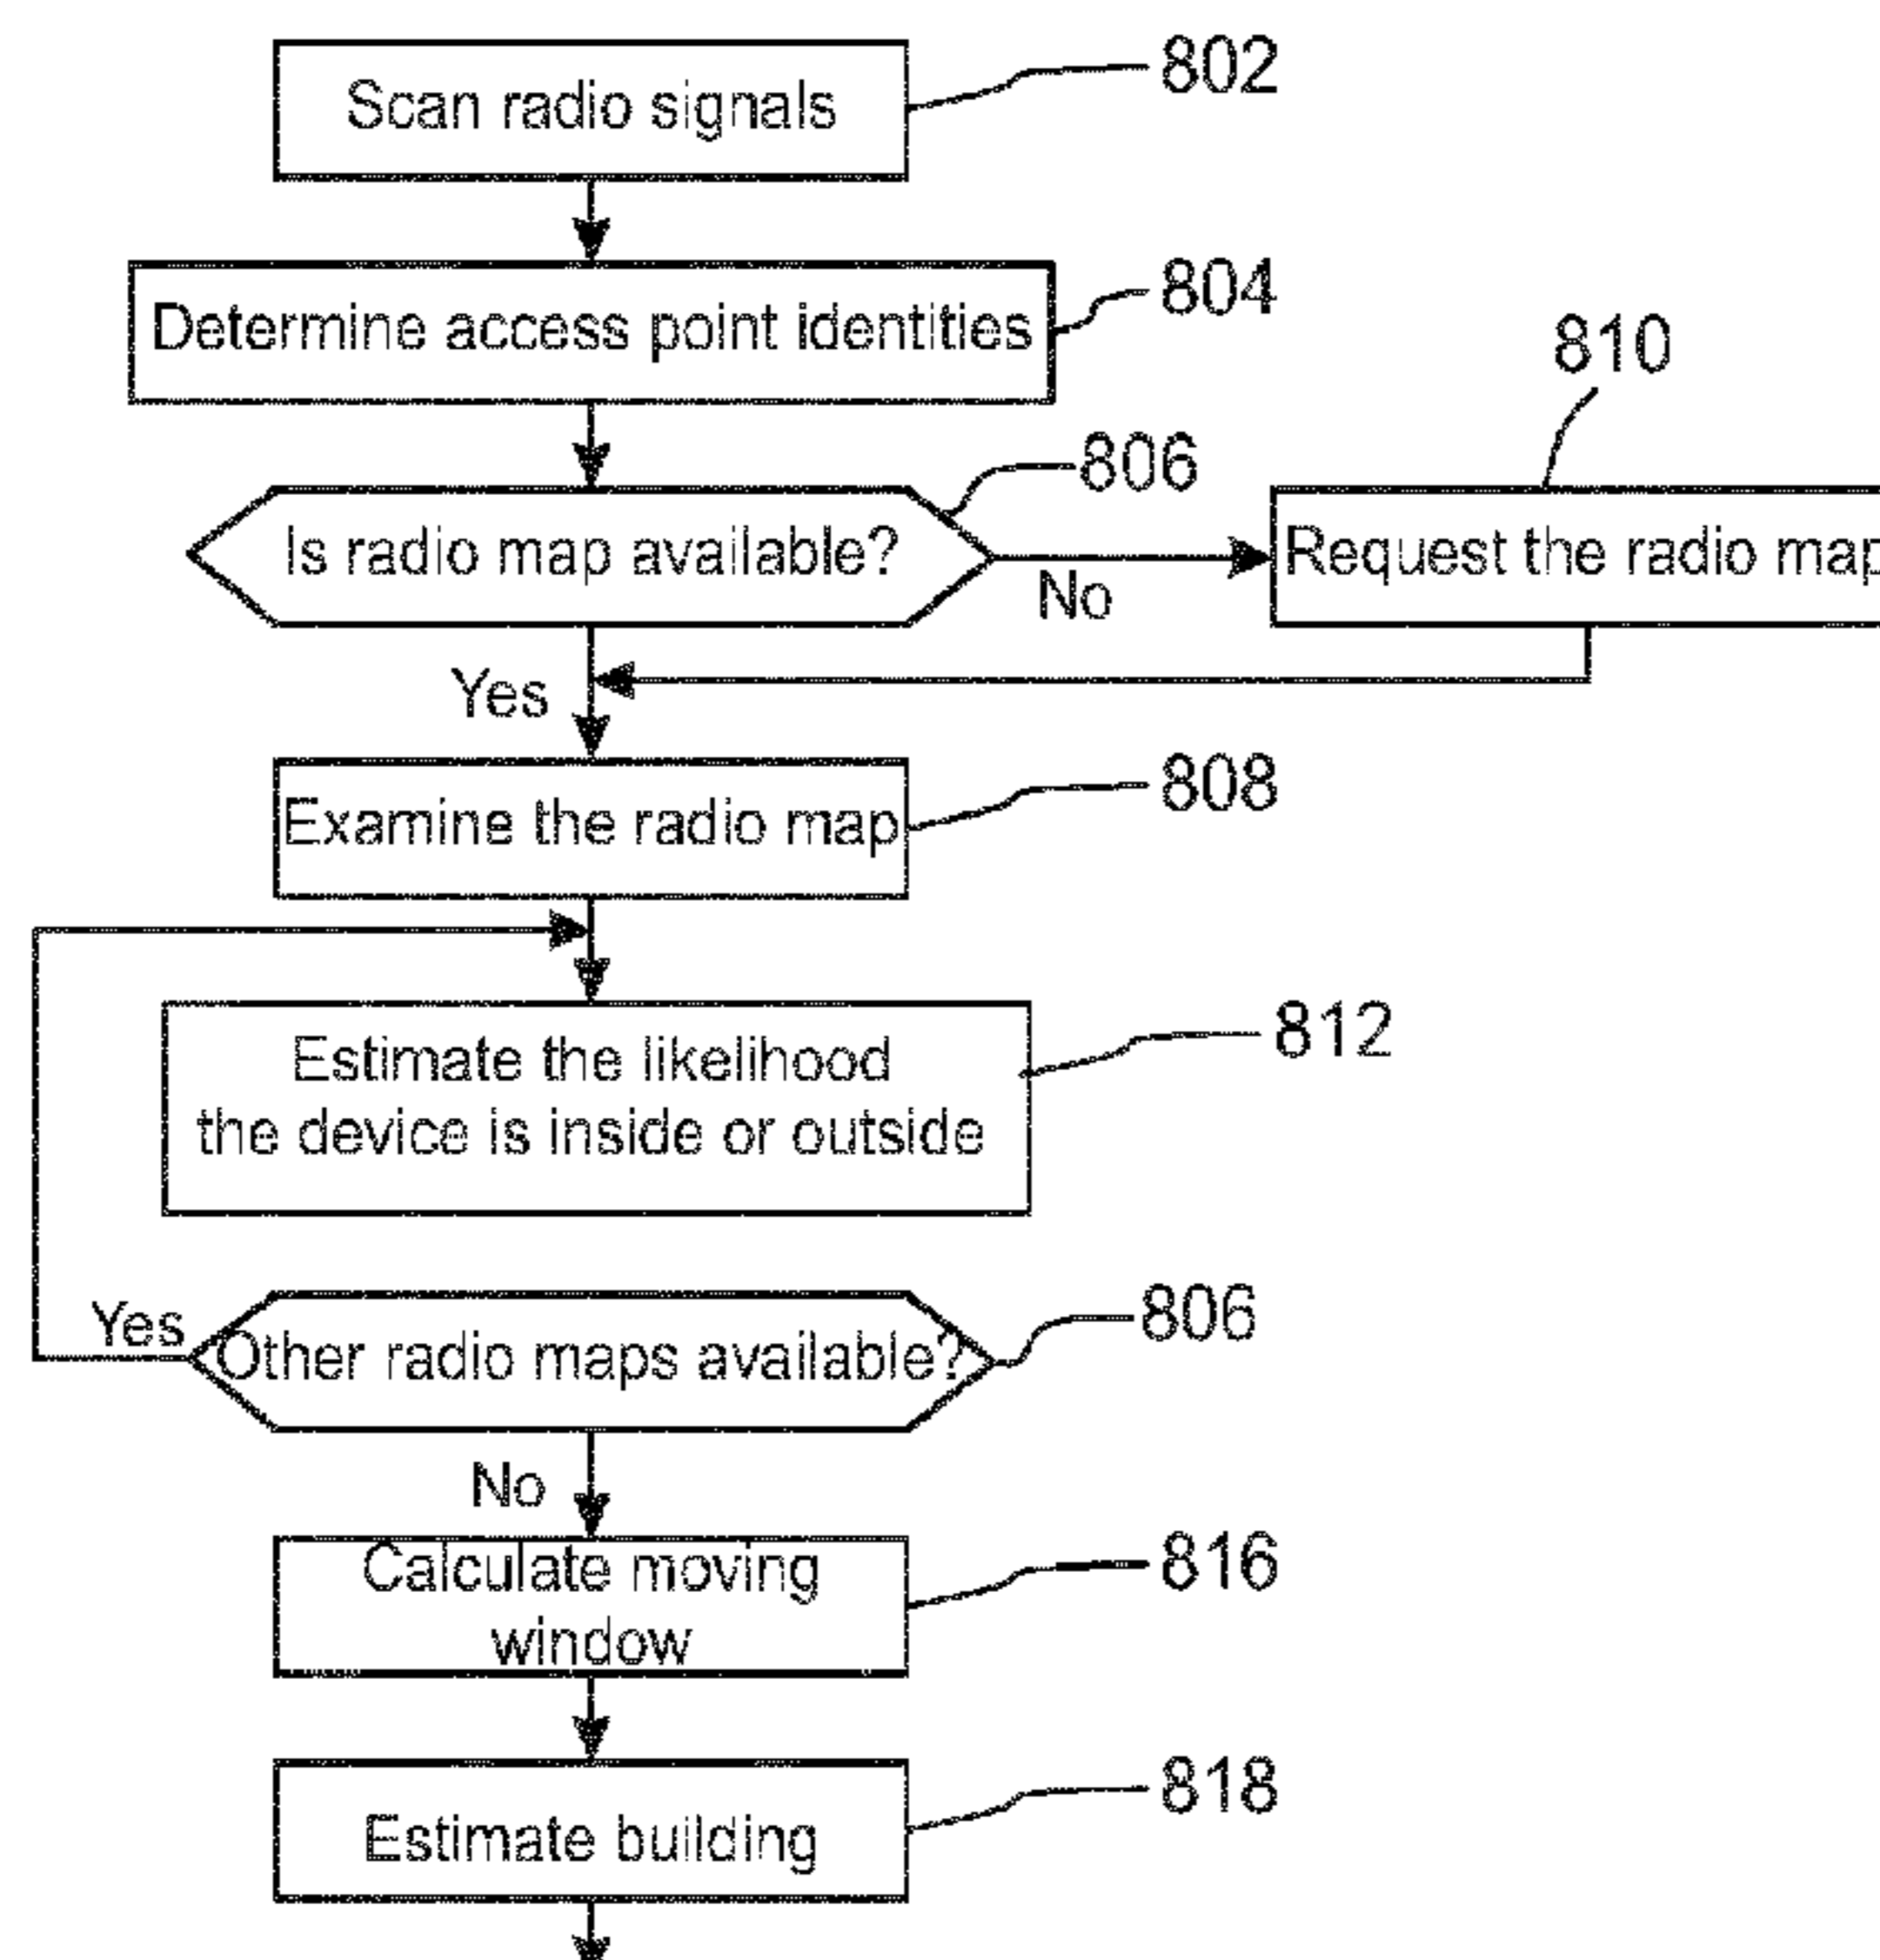 Scan radio signals
802
Determine access point identities
804
810
806
Is radio map available?
No
Request the radio map
Yes
Examine the radio map
808
Estimate the likelihood
the device is inside or outside
812
Yes
Other radio maps available?
806
No
Calculate moving
window
816
Estimate building
818